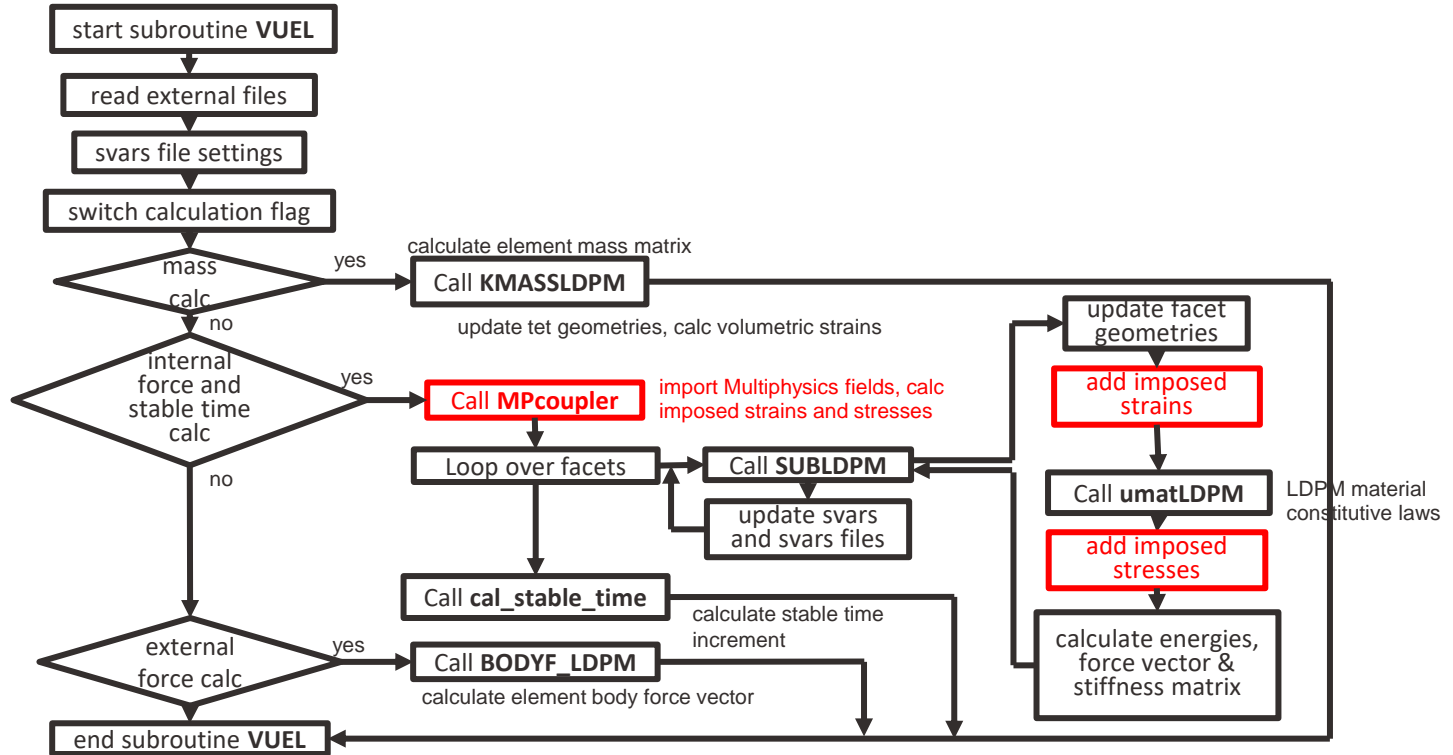 start subroutine VUEL
read external files
svars file settings
switch calculation flag
mass
calc
yes
no
calculate element mass matrix
Call KMASSLDPM
update tet geometries, calc volumetric strains
internal
force and
stable time
calc
yes
no
Call MPcoupler
import Multiphysics fields, calc
imposed strains and stresses
Loop over facets
Call SUBLDPM
update svars
and svars files
update facet
geometries
add imposed
strains
Call umatLDPM
LDPM material
constitutive laws
add imposed
stresses
calculate energies,
force vector &
stiffness matrix
Call cal_stable_time
calculate stable time
increment
external
force calc
yes
no
Call BODYF_LDPM
calculate element body force vector
end subroutine VUEL